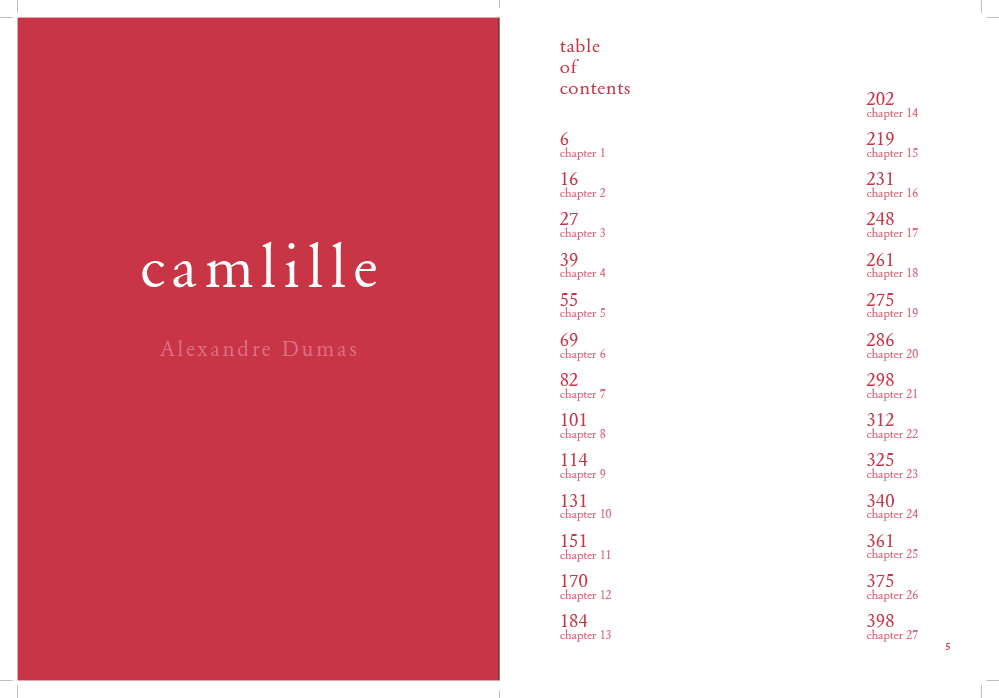 camlille
Alexandre Dumas
table
of
contents
6
chapter 1
16
chapter 2
27
chapter 3
39
chapter 4
55
chapter 5
69
chapter 6
82
chapter 7
101
chapter 8
114
chapter 9
131
chapter 10
151
chapter 11
170
chapter 12
184
chapter 13
202
chapter 14
219
chapter 15
231
chapter 16
248
chapter 17
261
chapter 18
275
chapter 19
286
chapter 20
298
chapter 21
312
chapter 22
325
chapter 23
340
chapter 24
361
chapter 25
375
chapter 26
398
chapter 27
5